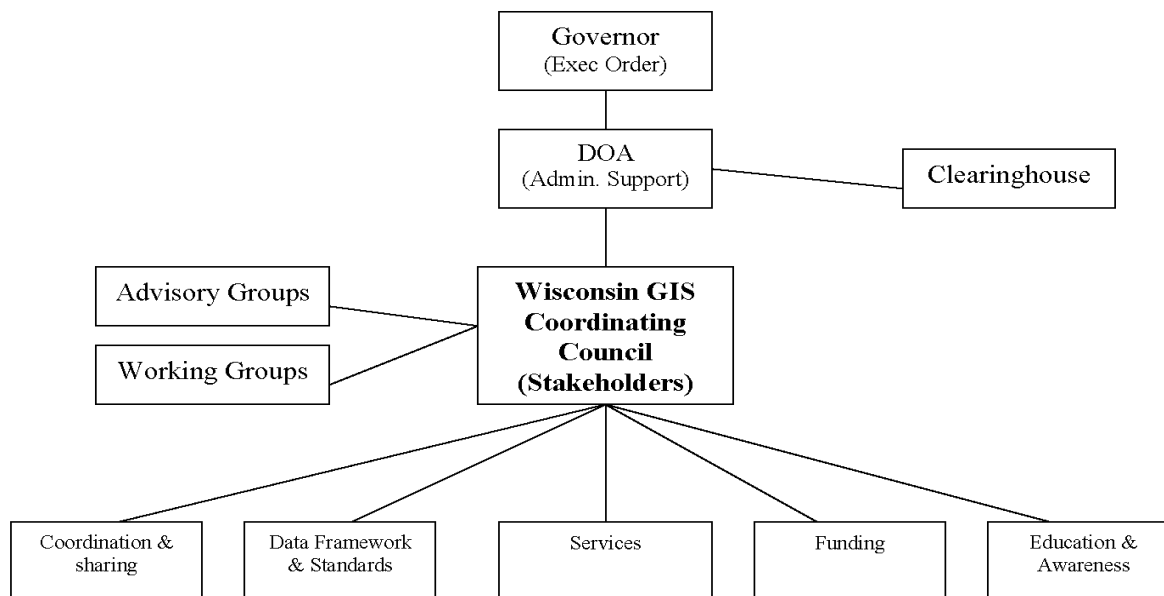 Governor
(Exec Order)
DOA
(Admin. Support)
Clearinghouse
Advisory Groups
Working Groups
Wisconsin GIS
Coordinating
Council
(Stakeholders)
Coordination &
sharing
Data Framework
& Standards
Services
Funding
Education &
Awareness